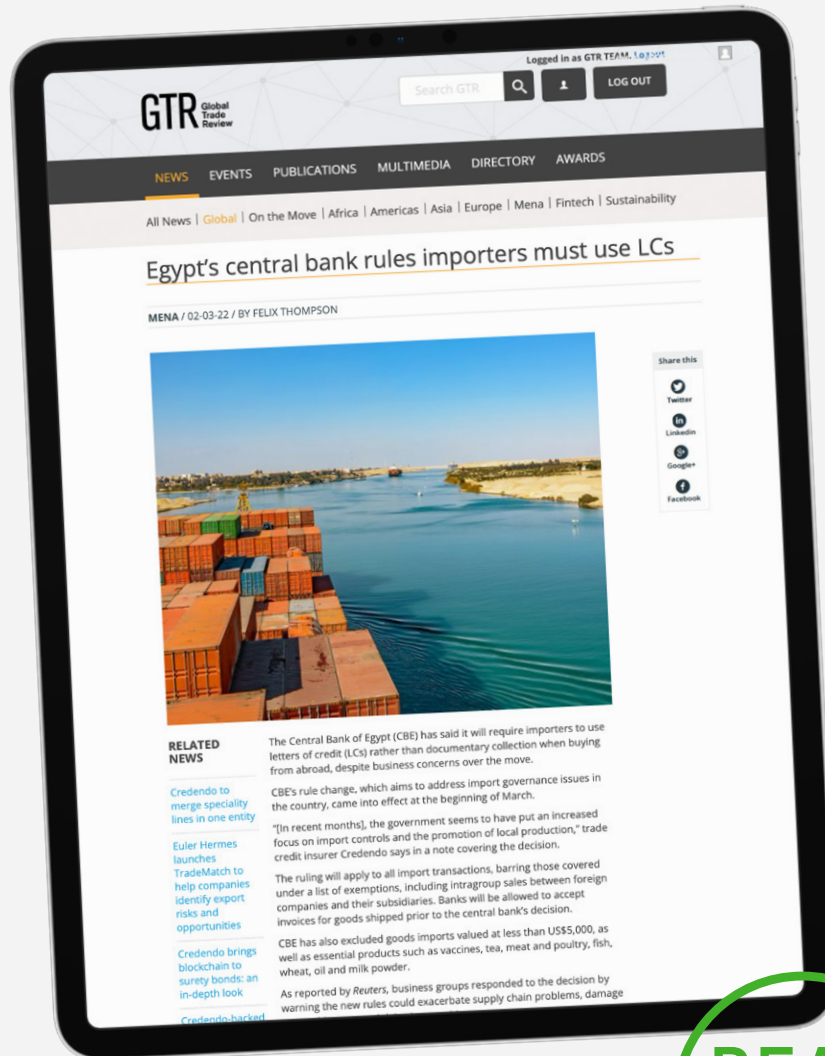 Logged in as GTR TEAM. Logout
GTR Global Trade Review
Search GTR
LOG OUT
NEWS EVENTS PUBLICATIONS MULTIMEDIA DIRECTORY AWARDS
All News | Global | On the Move | Africa | Americas | Asia | Europe | Mena | Fintech | Sustainability
Egypt's central bank rules importers must use LCs
MENA / 02-03-22 / BY FELIX THOMPSON
Share this
Twitter
Linkedin
Google+
Facebook
RELATED
NEWS
Credendo to
merge speciality
lines in one entity
Euler Hermes
launches
TradeMatch to
help companies
identify export
risks and
opportunities
Credendo brings
blockchain to
surety bonds: an
in-depth look
Credendo-backed
The Central Bank of Egypt (CBE) has said it will require importers to use
letters of credit (LCs) rather than documentary collection when buying
from abroad, despite business concerns over the move.
CBE's rule change, which aims to address import governance issues in
the country, came into effect at the beginning of March.
"[In recent months], the government seems to have put an increased
focus on import controls and the promotion of local production," trade
credit insurer Credendo says in a note covering the decision.
The ruling will apply to all import transactions, barring those covered
under a list of exemptions, including intragroup sales between foreign
companies and their subsidiaries. Banks will be allowed to accept
invoices for goods shipped prior to the central bank's decision.
CBE has also excluded goods imports valued at less than US$5,000, as
well as essential products such as vaccines, tea, meat and poultry, fish,
wheat, oil and milk powder.
As reported by Reuters, business groups responded to the decision by
warning the new rules could exacerbate supply chain problems, damage